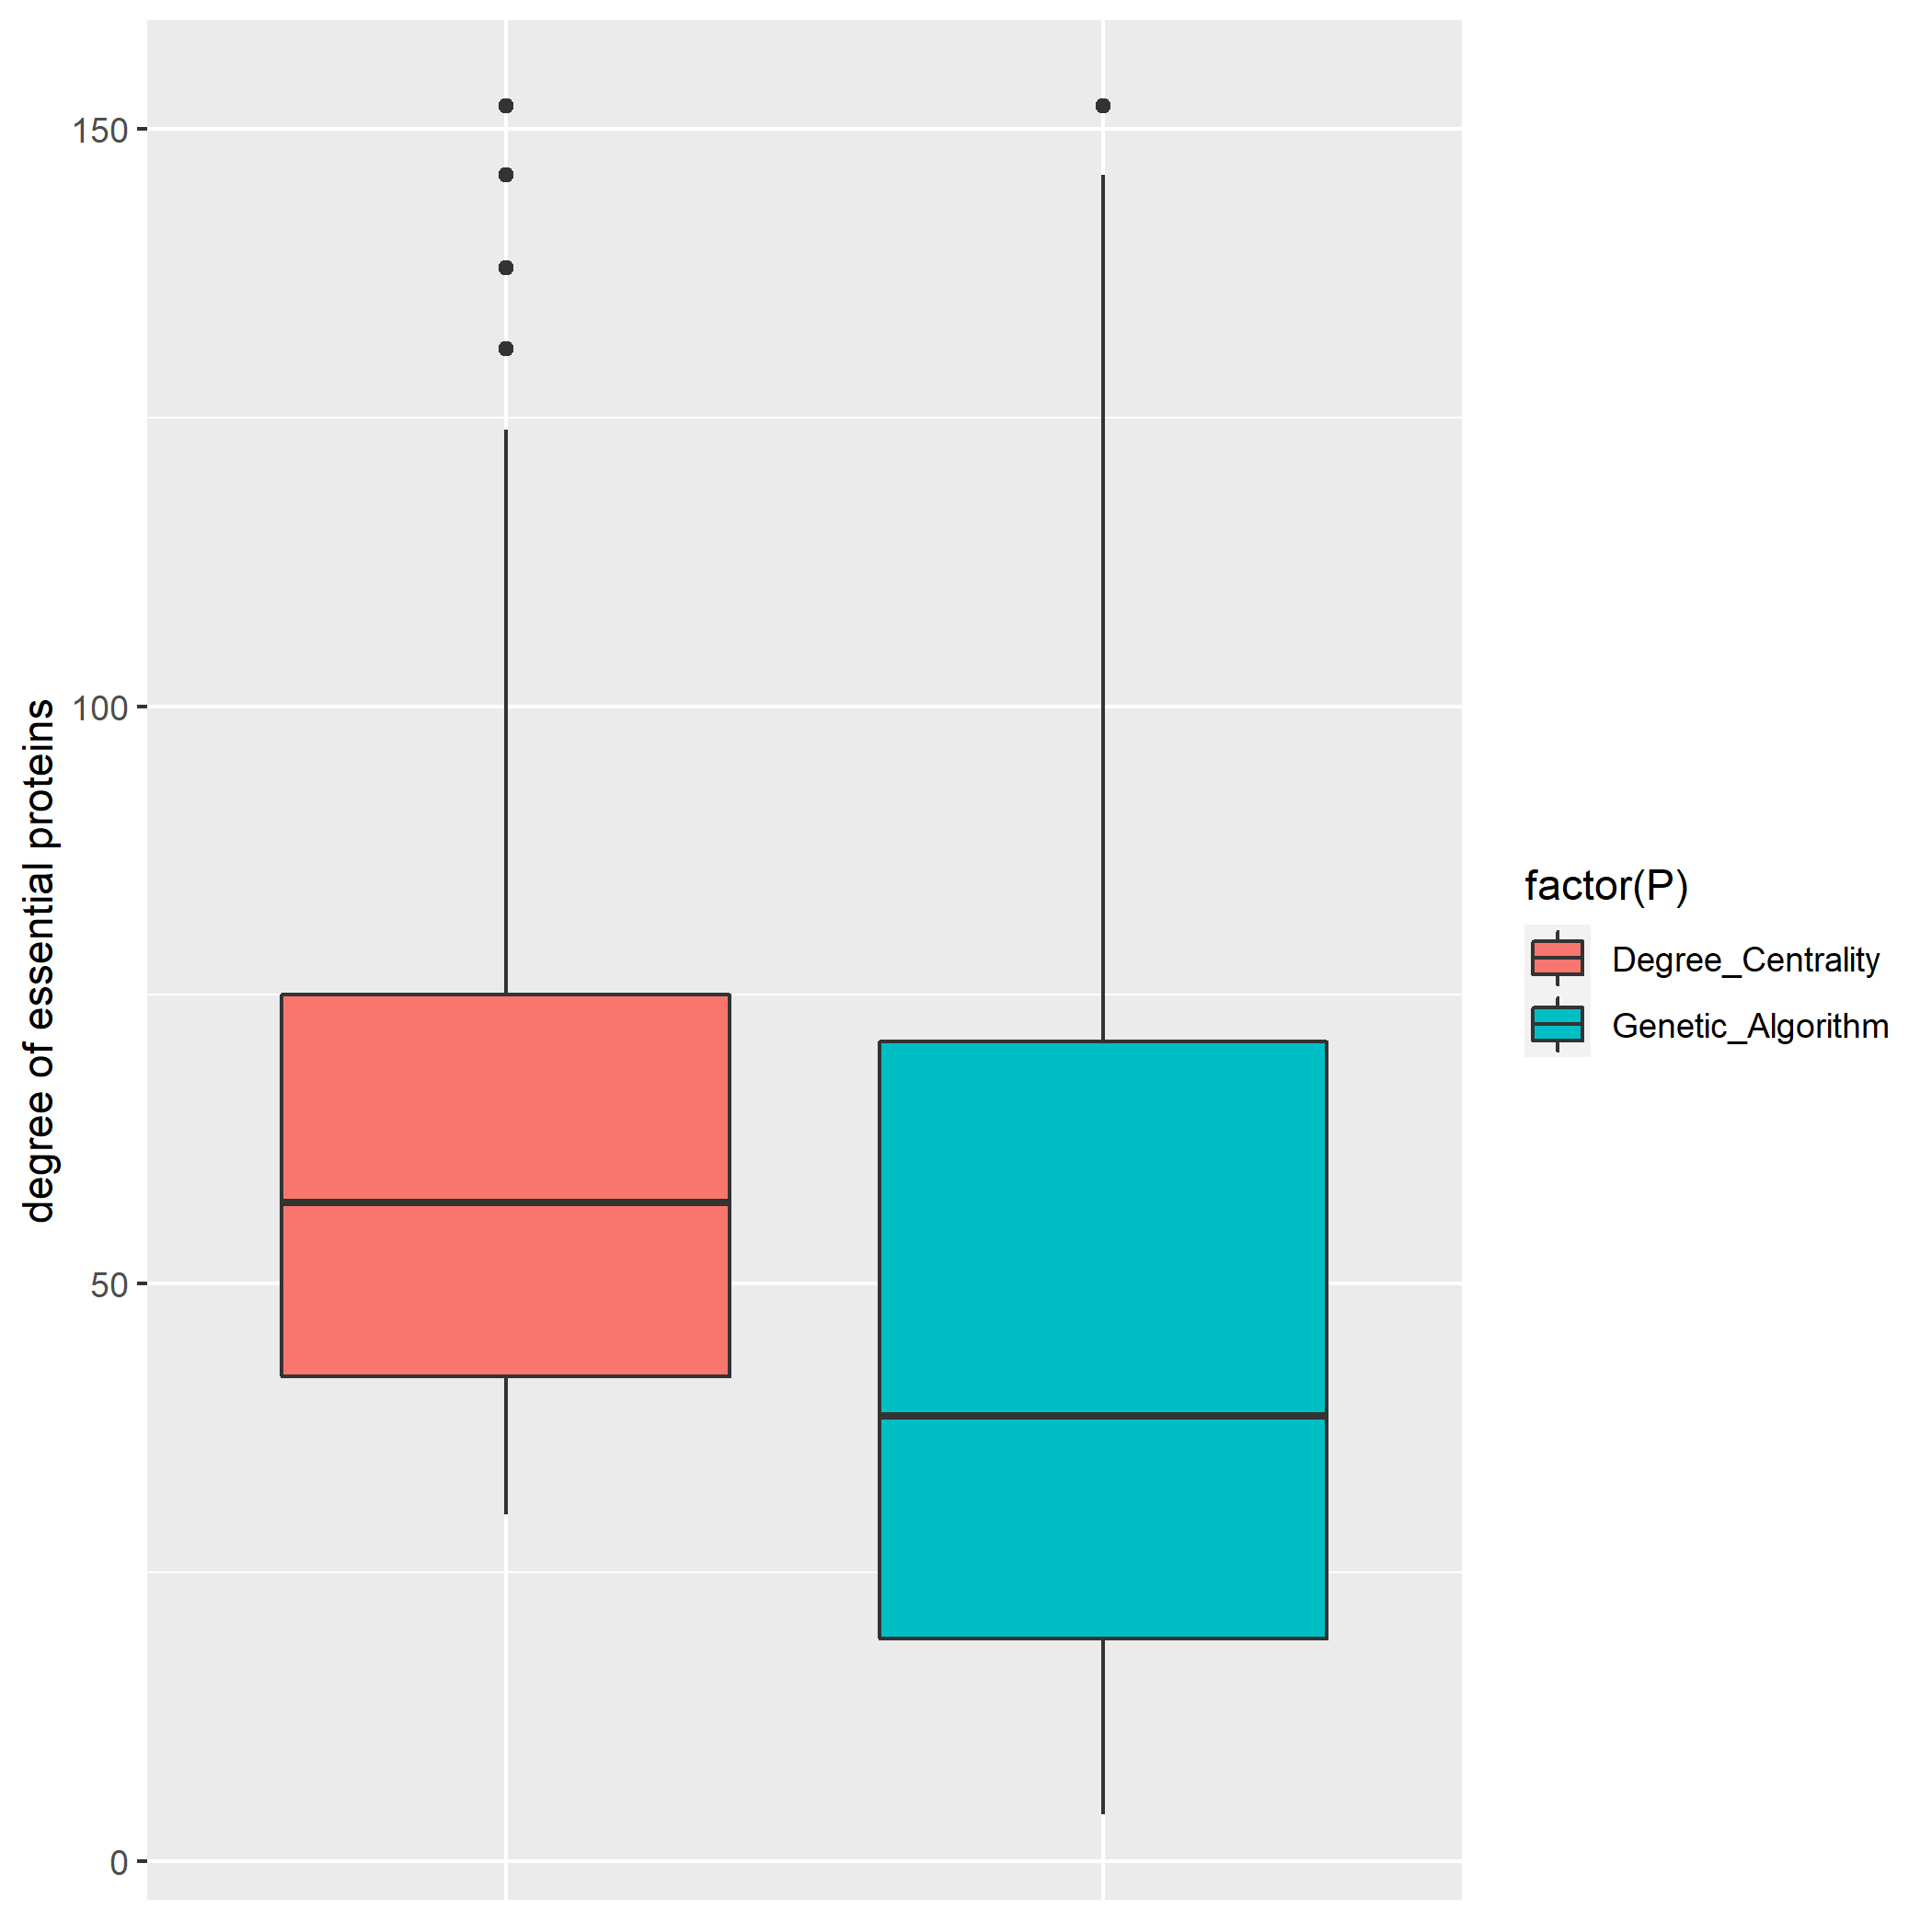 degree of essential proteins
150
100
50
0
factor(P)
Degree_Centrality
Genetic_Algorithm